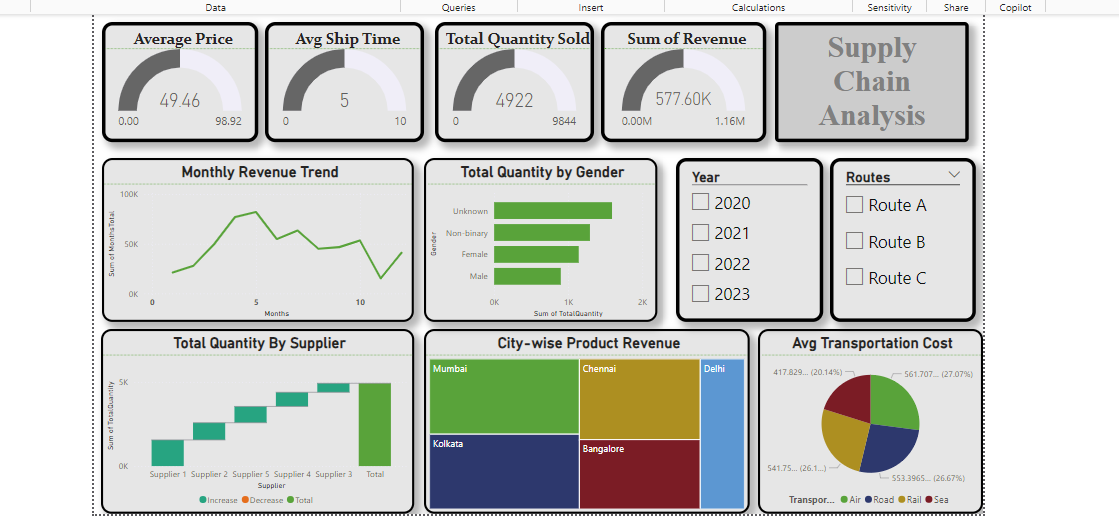 Data Queries Insert Calculations Sensitivity Share Copilot
Average Price
49.46
0.00 98.92
Avg Ship Time
5
0 10
Total Quantity Sold
4922
0 9844
Sum of Revenue
577.60K
0.00M 1.16M
Supply
Chain
Analysis
Monthly Revenue Trend
Sum of MonthsTotal
100K
50K
0K
0 5 10
Months
Total Quantity by Gender
Gender
Unknown
Non-binary
Female
Male
0K 1K 2K
Sum of TotalQuantity
Year
2020
2021
2022
2023
Routes
Route A
Route B
Route C
Total Quantity By Supplier
Sum of TotalQuantity
5K
0K
Supplier 1 Supplier 2 Supplier 5 Supplier 4 Supplier 3 Total
Supplier
Increase Decrease Total
City-wise Product Revenue
Mumbai
Chennai
Delhi
Kolkata
Bangalore
Avg Transportation Cost
417.829... (20.14%)
561.707... (27.07%)
541.75... (26.1...)
553.3965... (26.67%)
Transpor... Air Road Rail Sea